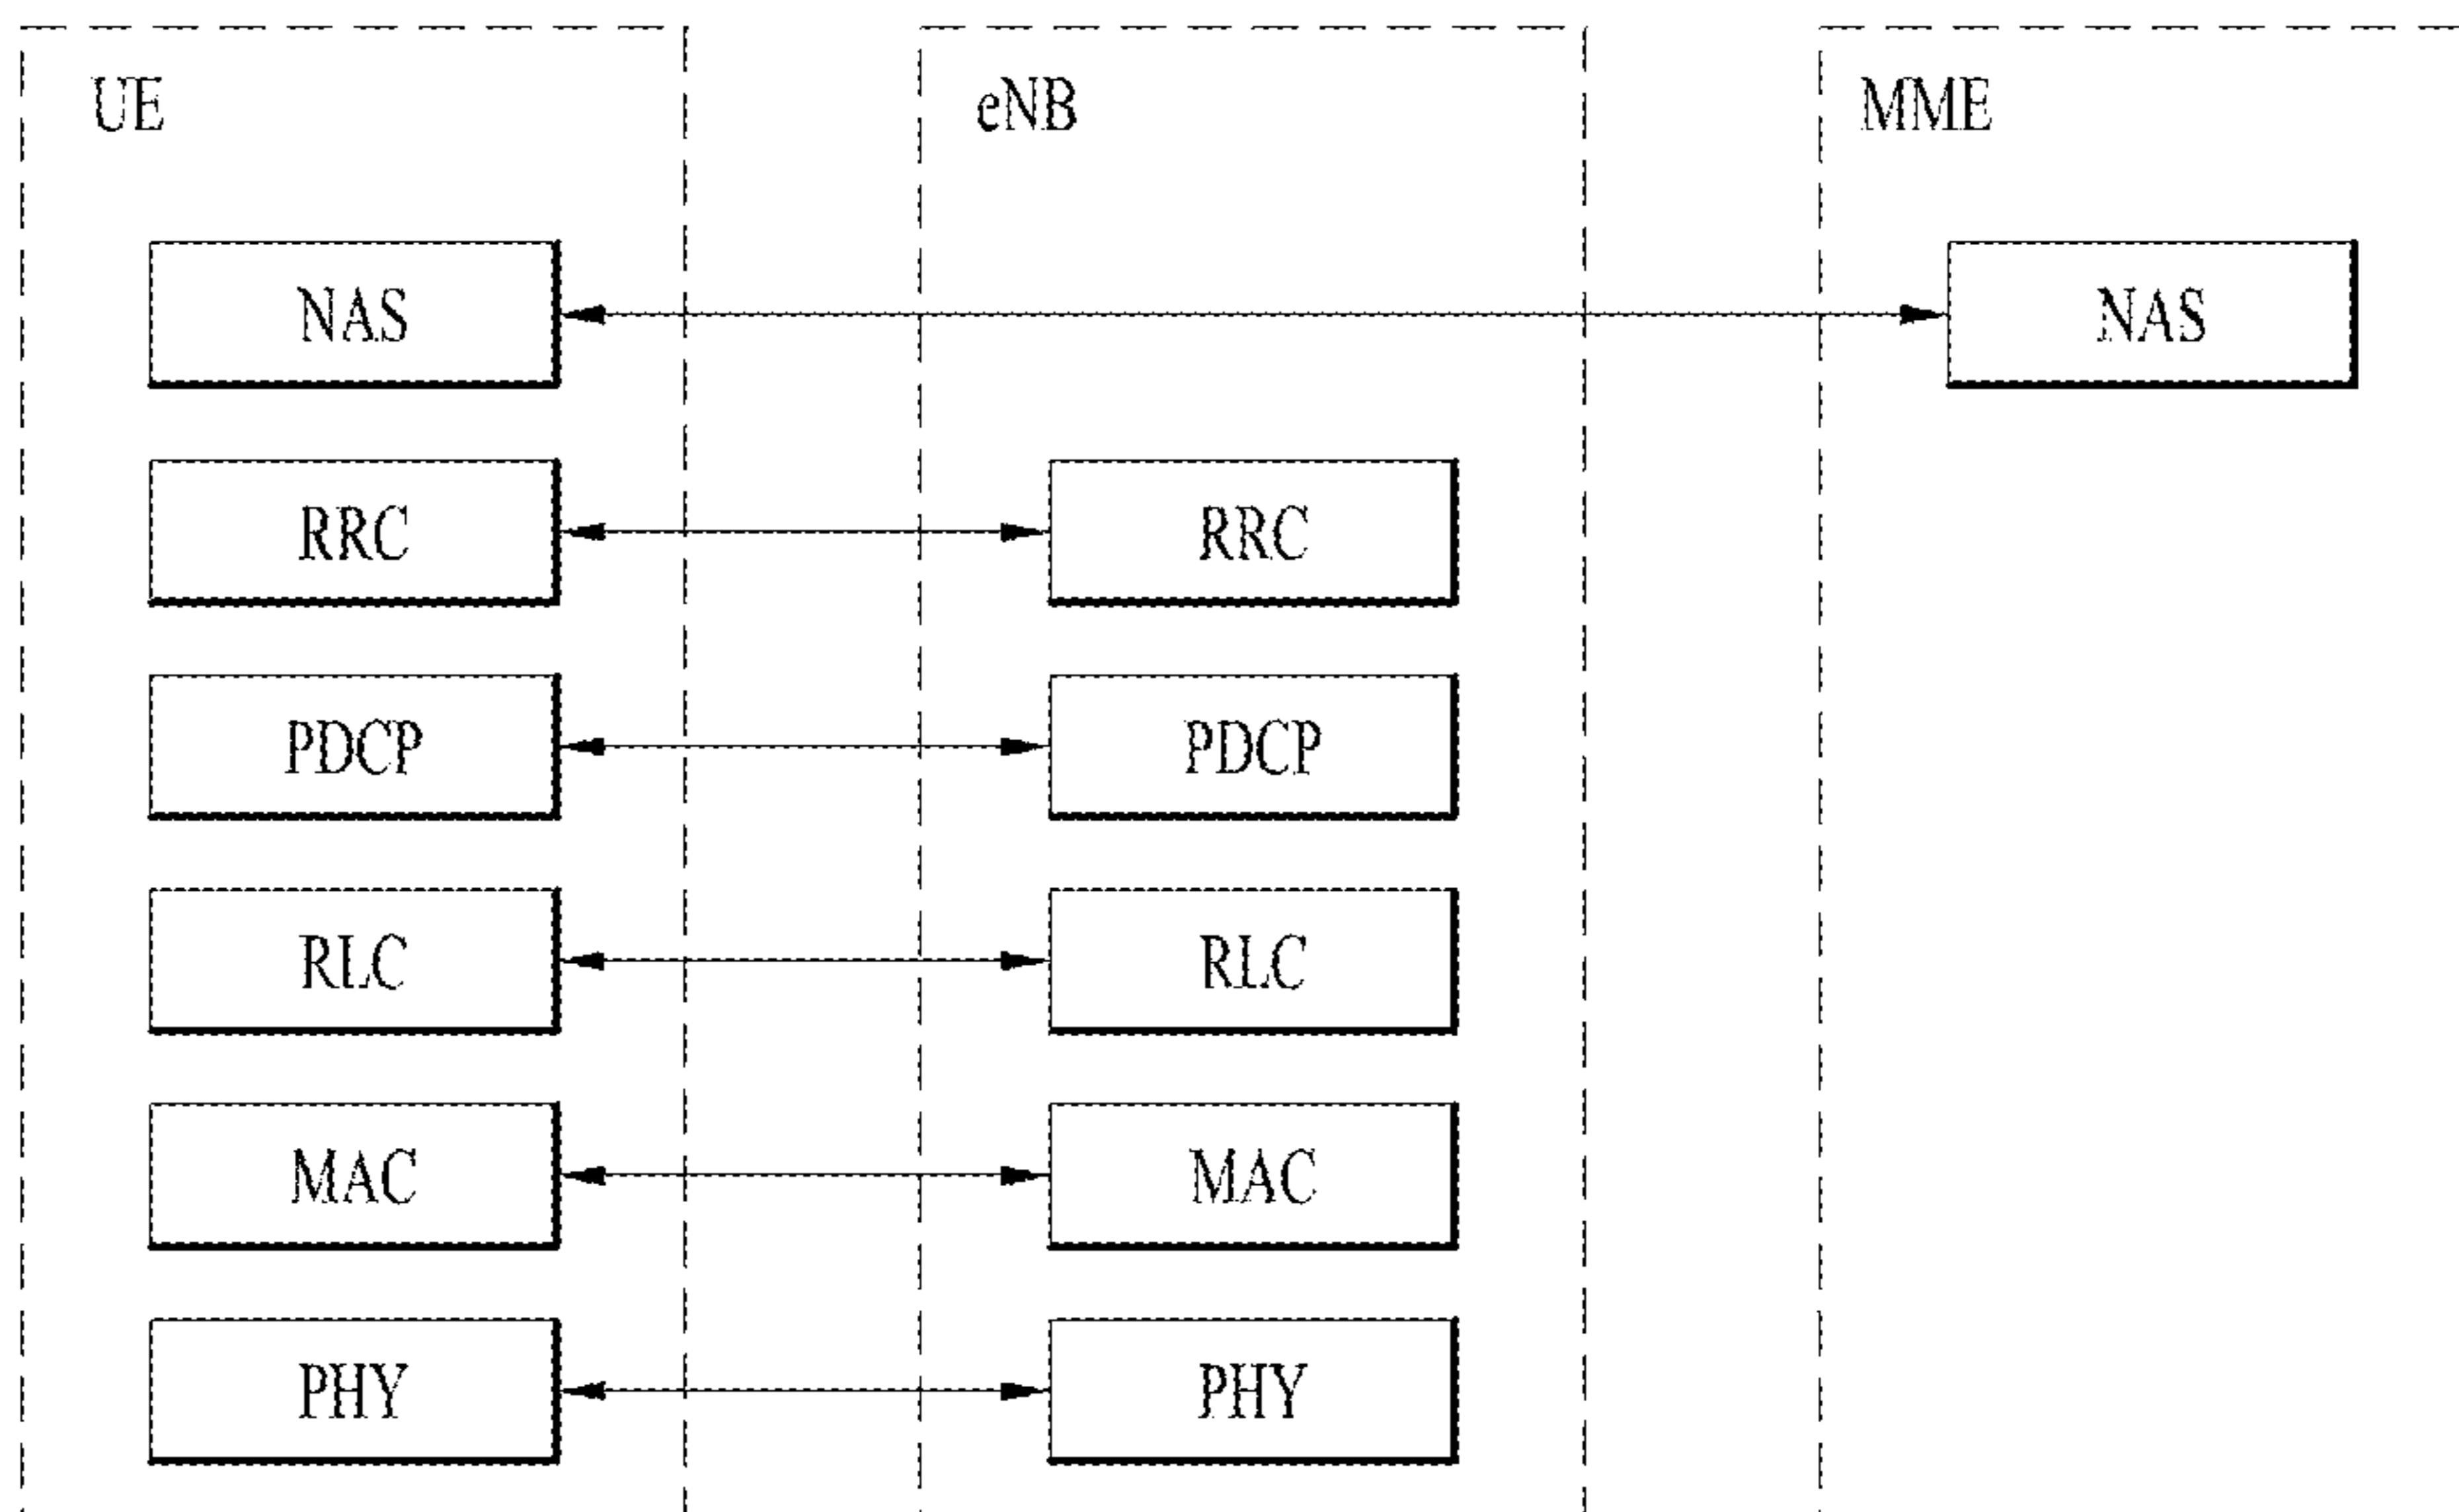 UE eNB MME
NAS NAS
RRC RRC
PDCP PDCP
RLC RLC
MAC MAC
PHY PHY